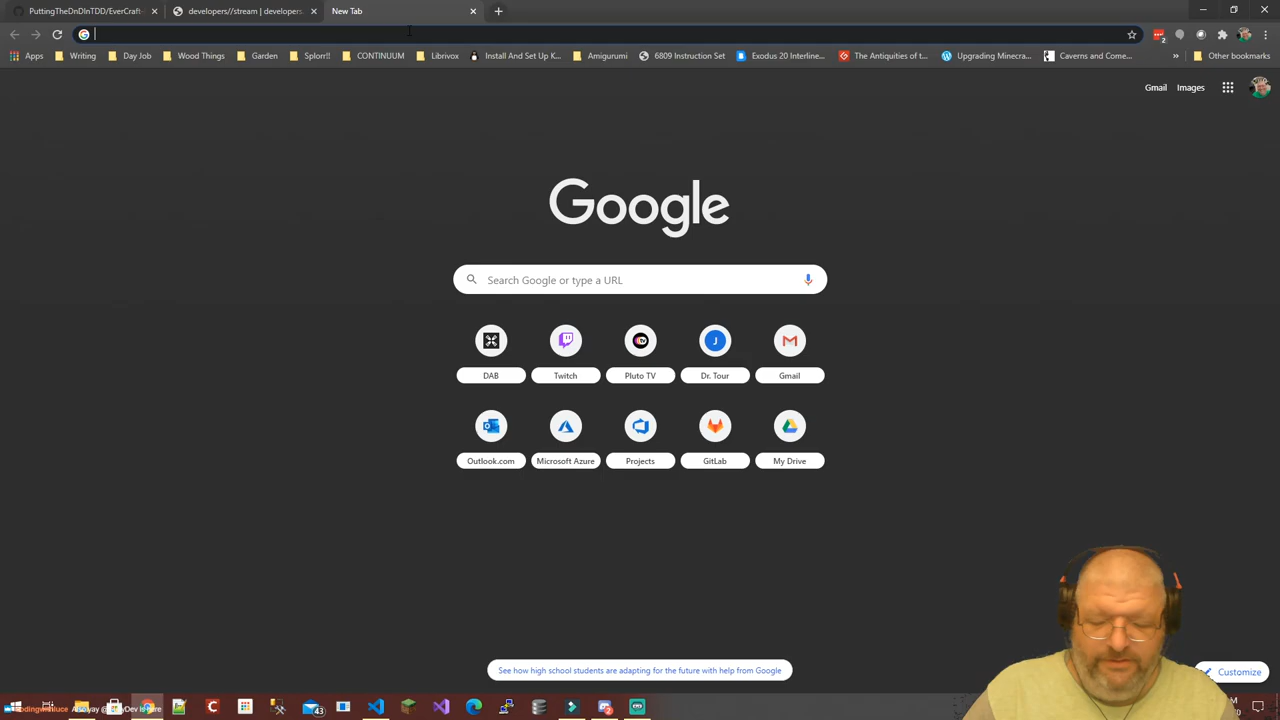 PuttingTheDnDInTDD/EverCraft-
developers//stream | developers.
New Tab
Apps
Writing
Day Job
Wood Things
Garden
Splorr!!
CONTINUUM
Librivox
Install And Set Up K...
Amigurumi
6809 Instruction Set
Exodus 20 Interline...
The Antiquities of t...
Upgrading Minecra...
Caverns and Come...
»
Other bookmarks
Gmail
Images
Google
Search Google or type a URL
DAB
Twitch
Pluto TV
J
Dr. Tour
Gmail
Outlook.com
Microsoft Azure
Projects
GitLab
My Drive
See how high school students are adapting for the future with help from Google
Customize
43
2